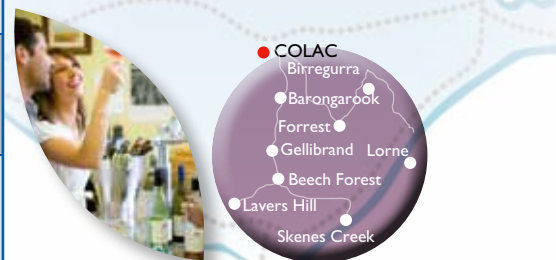 COLAC
Birregurra
Barongarook
Forrest
Gellibrand
Lorne
Beech Forest
Lavers Hill
Skenes Creek